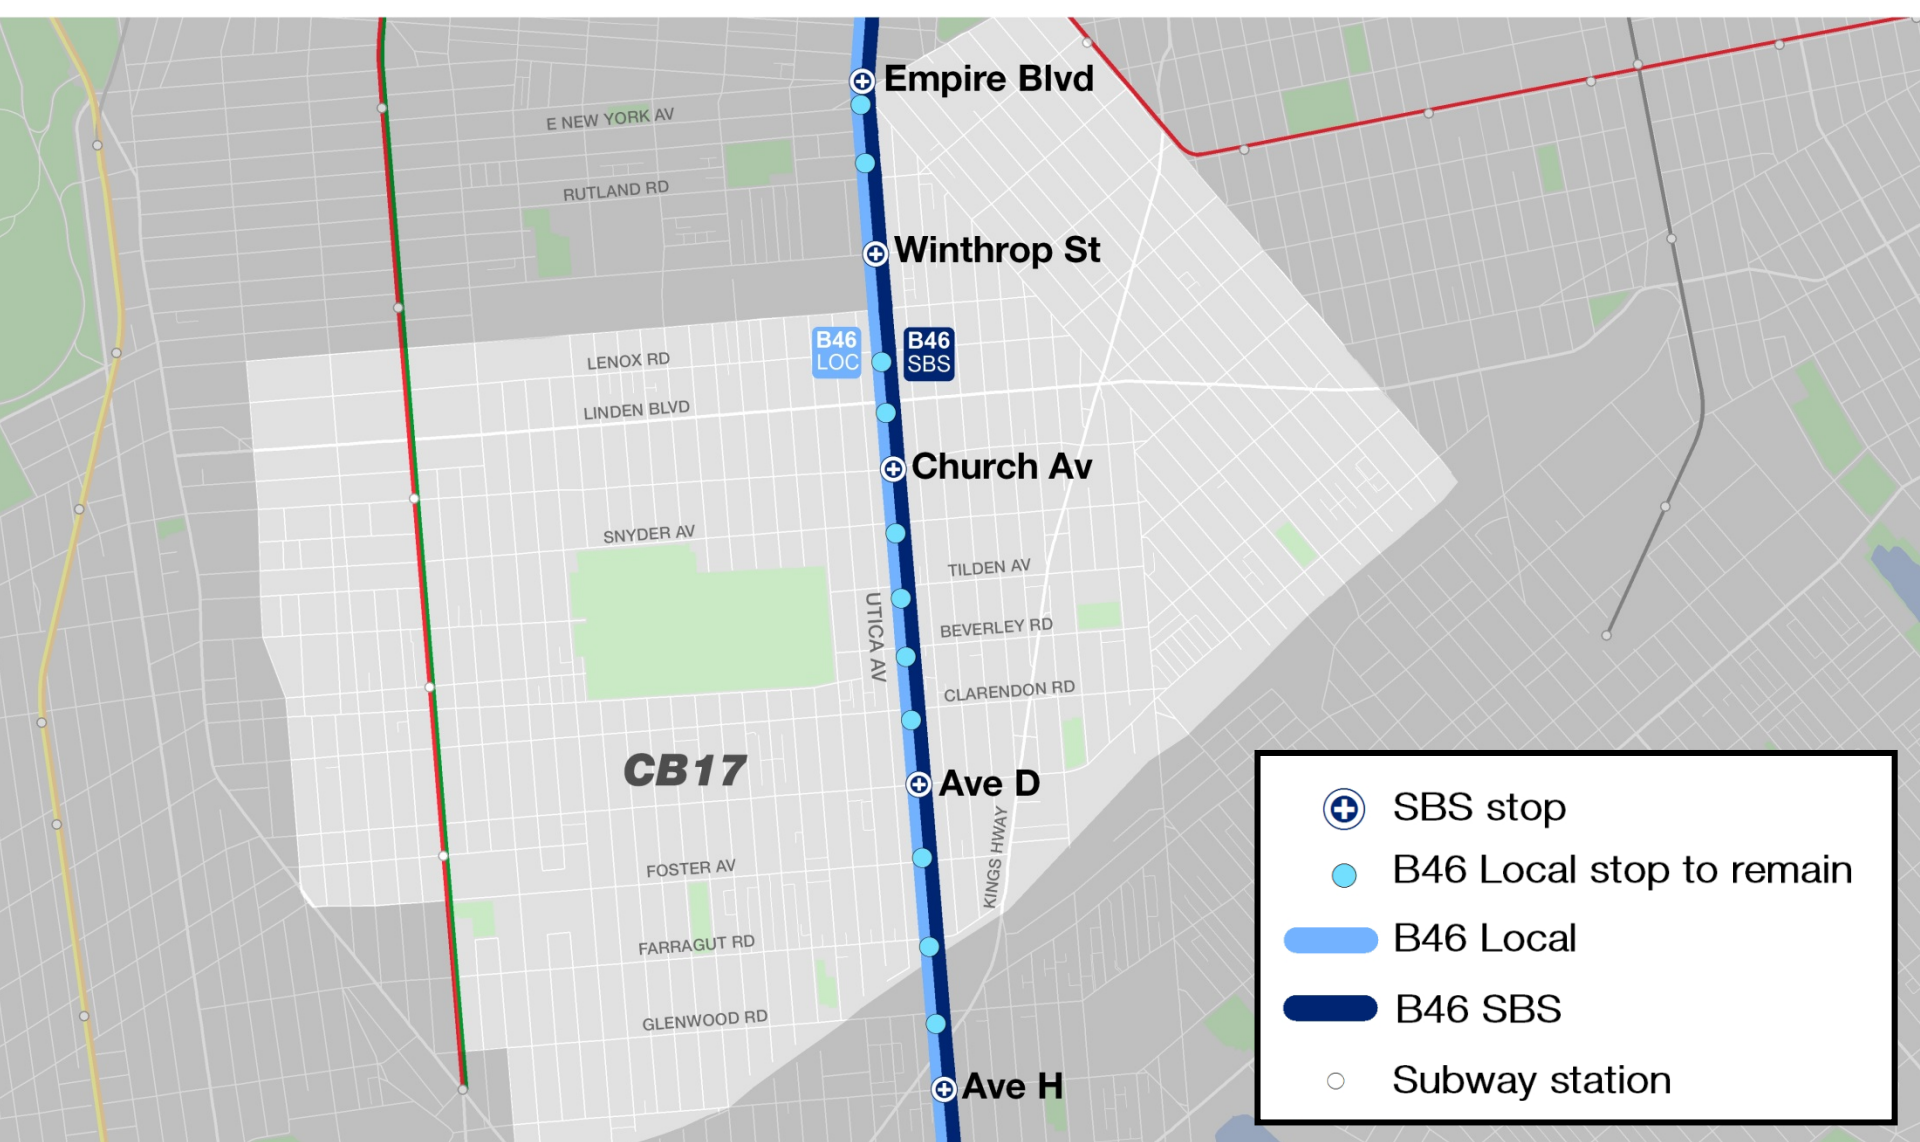 Empire Blvd
E NEW YORK AV
RUTLAND RD
Winthrop St
B46
LOC
B46
SBS
LENOX RD
LINDEN BLVD
Church Av
SNYDER AV
TILDEN AV
UTICA AV
BEVERLEY RD
CLARENDON RD
CB17
Ave D
KINGS HWAY
FOSTER AV
FARRAGUT RD
GLENWOOD RD
Ave H
SBS stop
B46 Local stop to remain
B46 Local
B46 SBS
Subway station